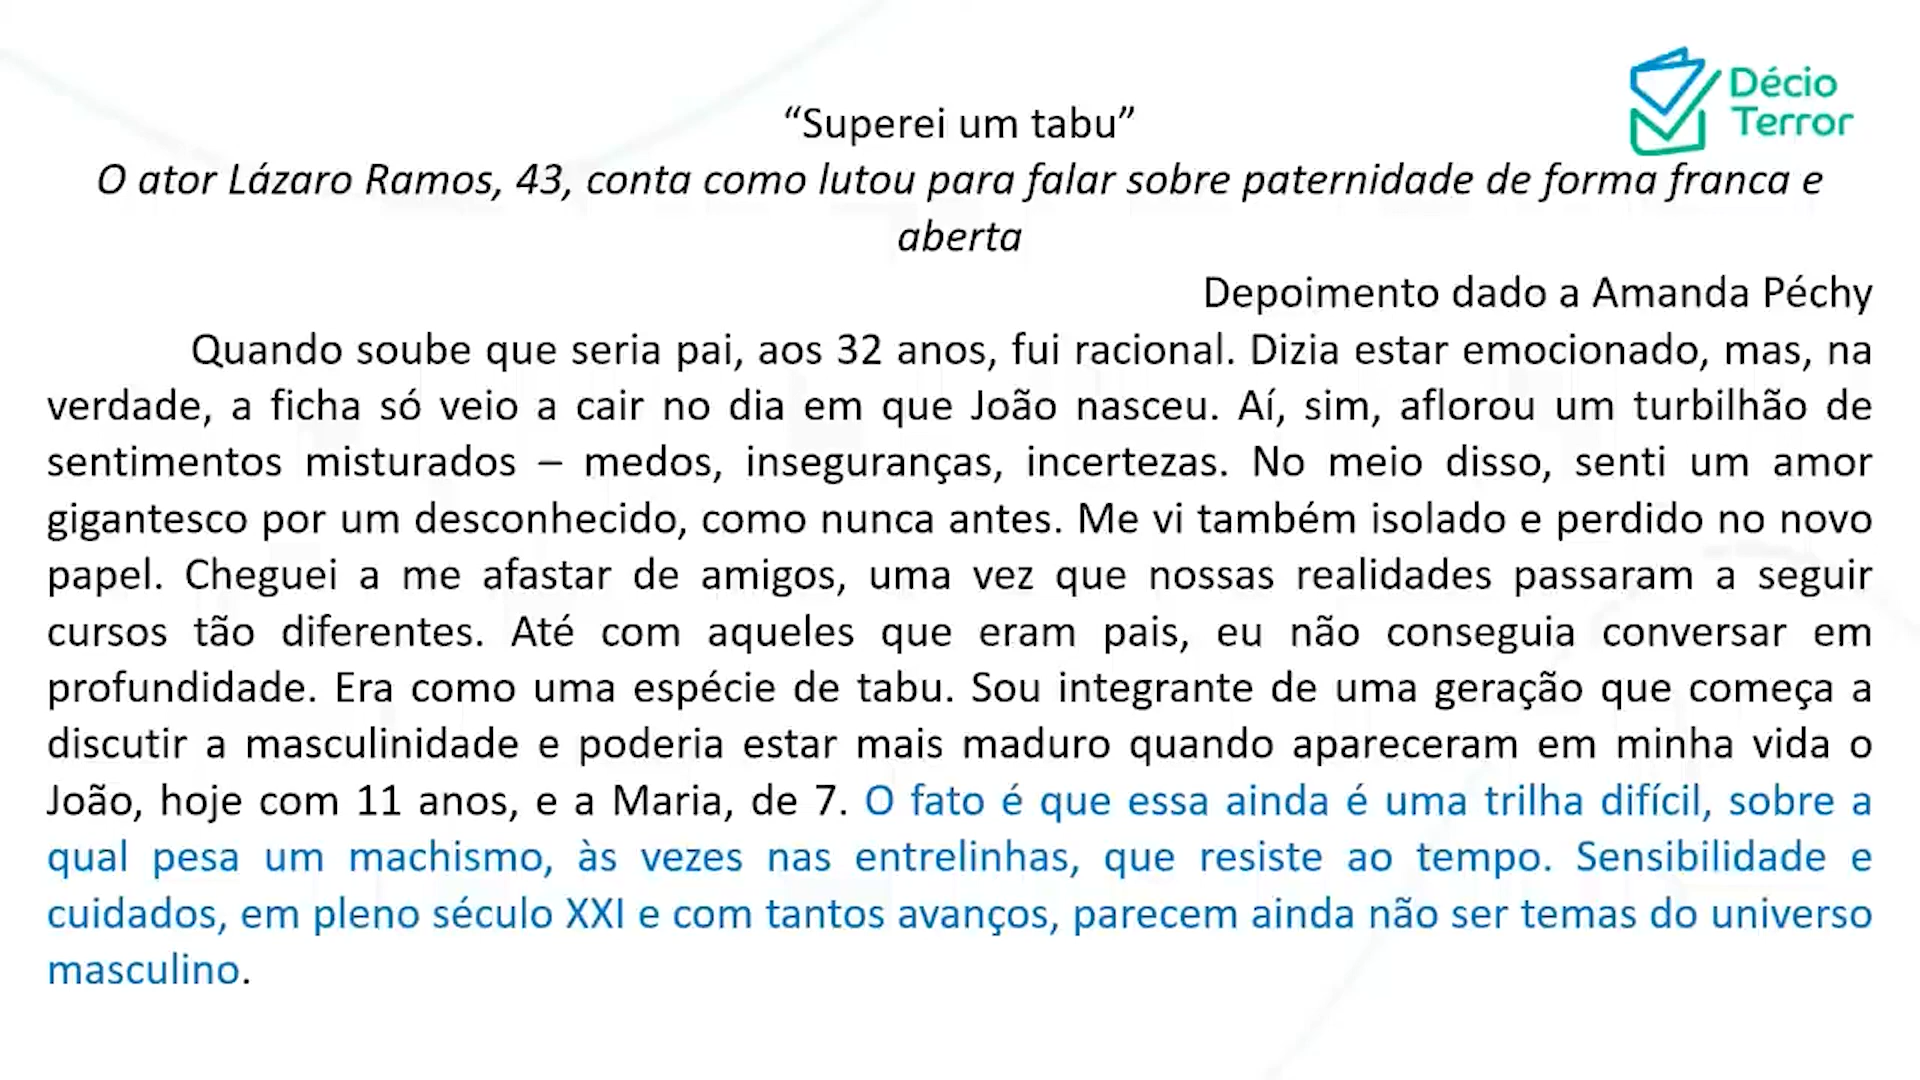 Décio
Terror
“Superei um tabu”
O ator Lázaro Ramos, 43, conta como lutou para falar sobre paternidade de forma franca e
aberta
Depoimento dado a Amanda Péchy
Quando soube que seria pai, aos 32 anos, fui racional. Dizia estar emocionado, mas, na
verdade, a ficha só veio a cair no dia em que João nasceu. Aí, sim, aflorou um turbilhão de
sentimentos misturados – medos, inseguranças, incertezas. No meio disso, senti um amor
gigantesco por um desconhecido, como nunca antes. Me vi também isolado e perdido no novo
papel. Cheguei a me afastar de amigos, uma vez que nossas realidades passaram a seguir
cursos tão diferentes. Até com aqueles que eram pais, eu não conseguia conversar em
profundidade. Era como uma espécie de tabu. Sou integrante de uma geração que começa a
discutir a masculinidade e poderia estar mais maduro quando apareceram em minha vida o
João, hoje com 11 anos, e a Maria, de 7. O fato é que essa ainda é uma trilha difícil, sobre a
qual pesa um machismo, às vezes nas entrelinhas, que resiste ao tempo. Sensibilidade e
cuidados, em pleno século XXI e com tantos avanços, parecem ainda não ser temas do universo
masculino.